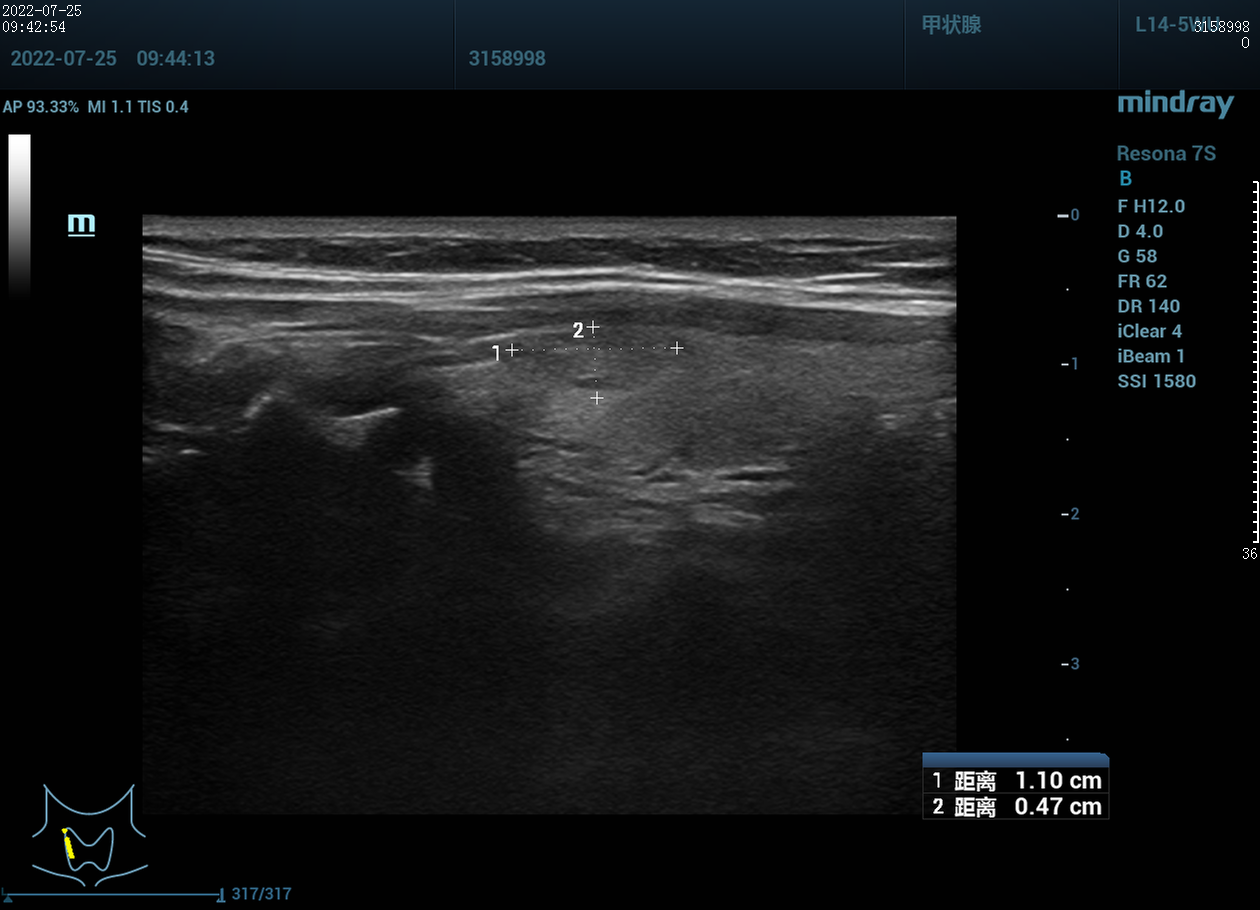 2022-07-25
09:42:54
2022-07-25 09:44:13
3158998
甲状腺
3158998
0
AP 93.33% MI 1.1 TIS 0.4
mindray
Resona 7S
B
F H12.0
D 4.0
G 58
FR 62
DR 140
iClear 4
iBeam 1
SSI 1580
m
0
1
2
3
36
2
1
1 距离 1.10 cm
2 距离 0.47 cm
317/317